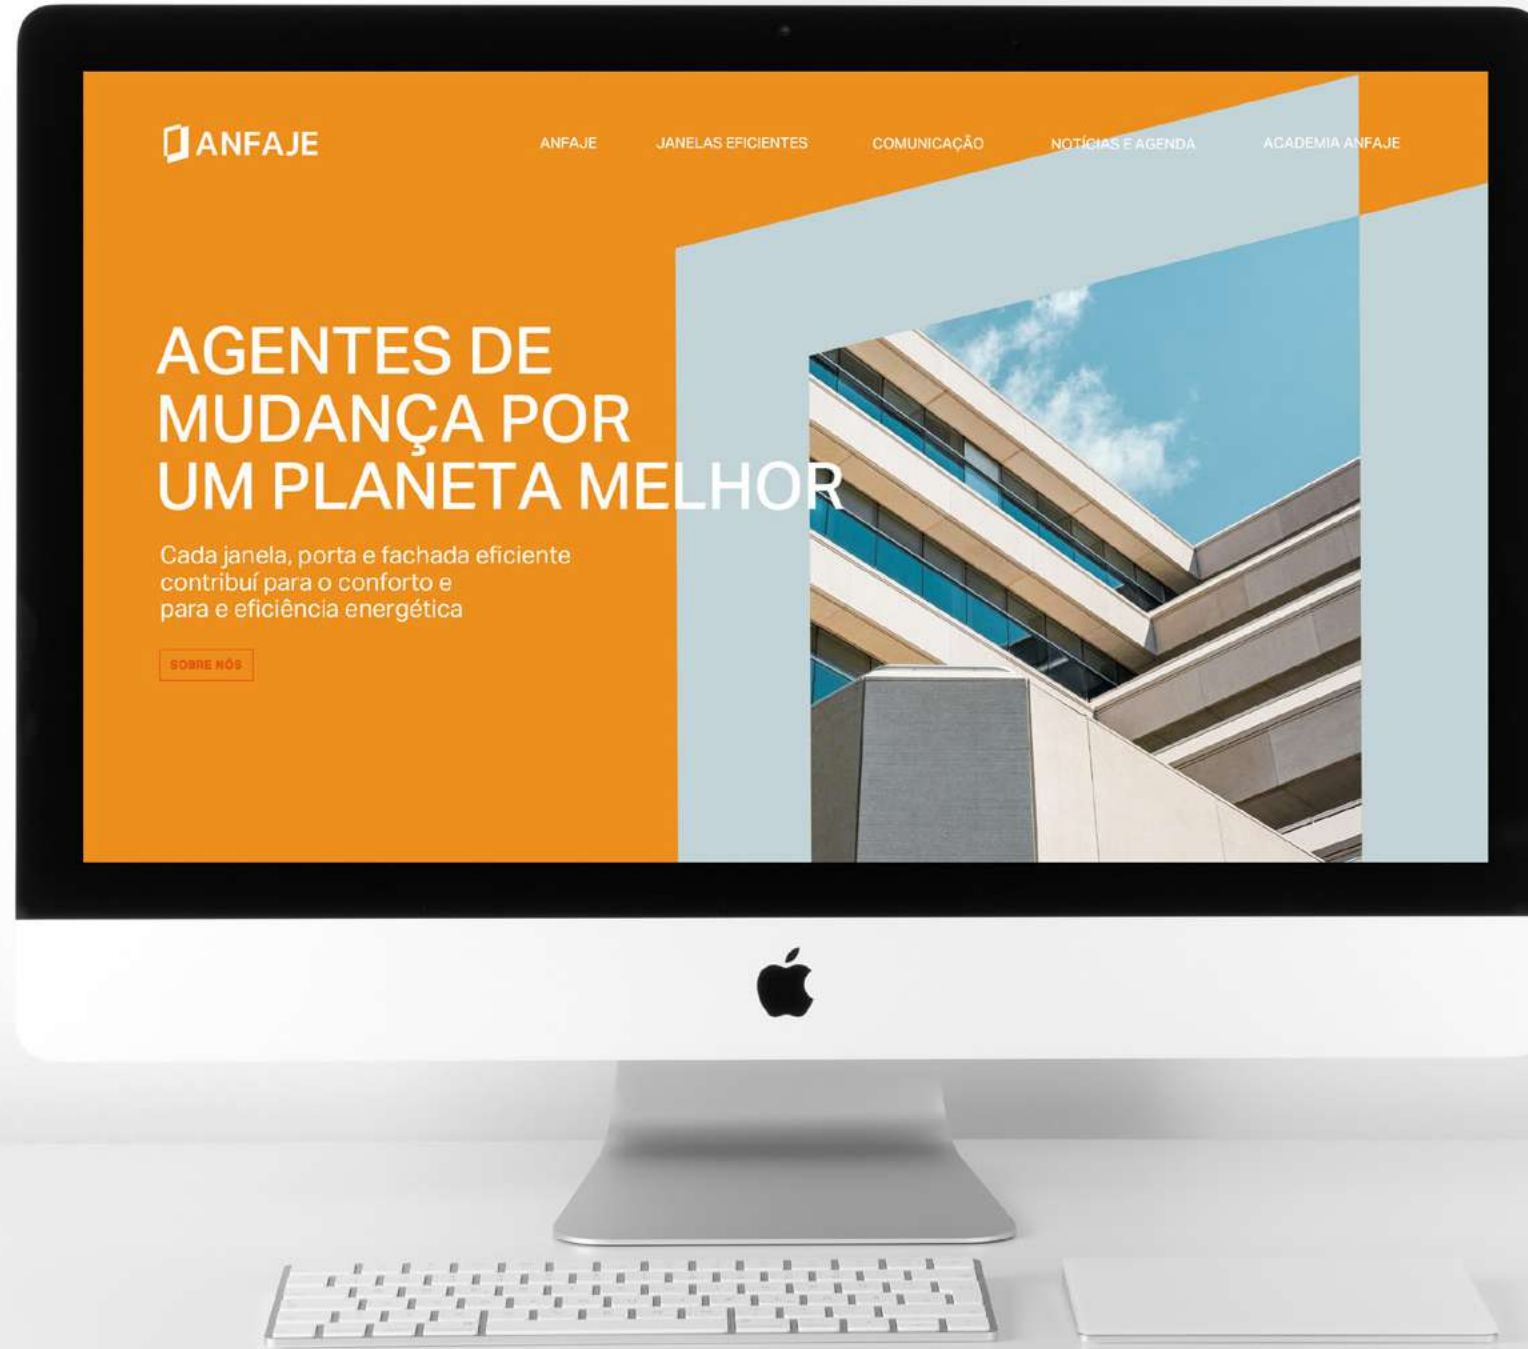 ANFAJE
ANFAJE JANELAS EFICIENTES COMUNICAÇÃO NOTÍCIAS E AGENDA ACADEMIA ANFAJE
AGENTES DE
MUDANÇA POR
UM PLANETA MELHOR
Cada janela, porta e fachada eficiente
contribuí para o conforto e
para e eficiência energética
SOBRE NÓS